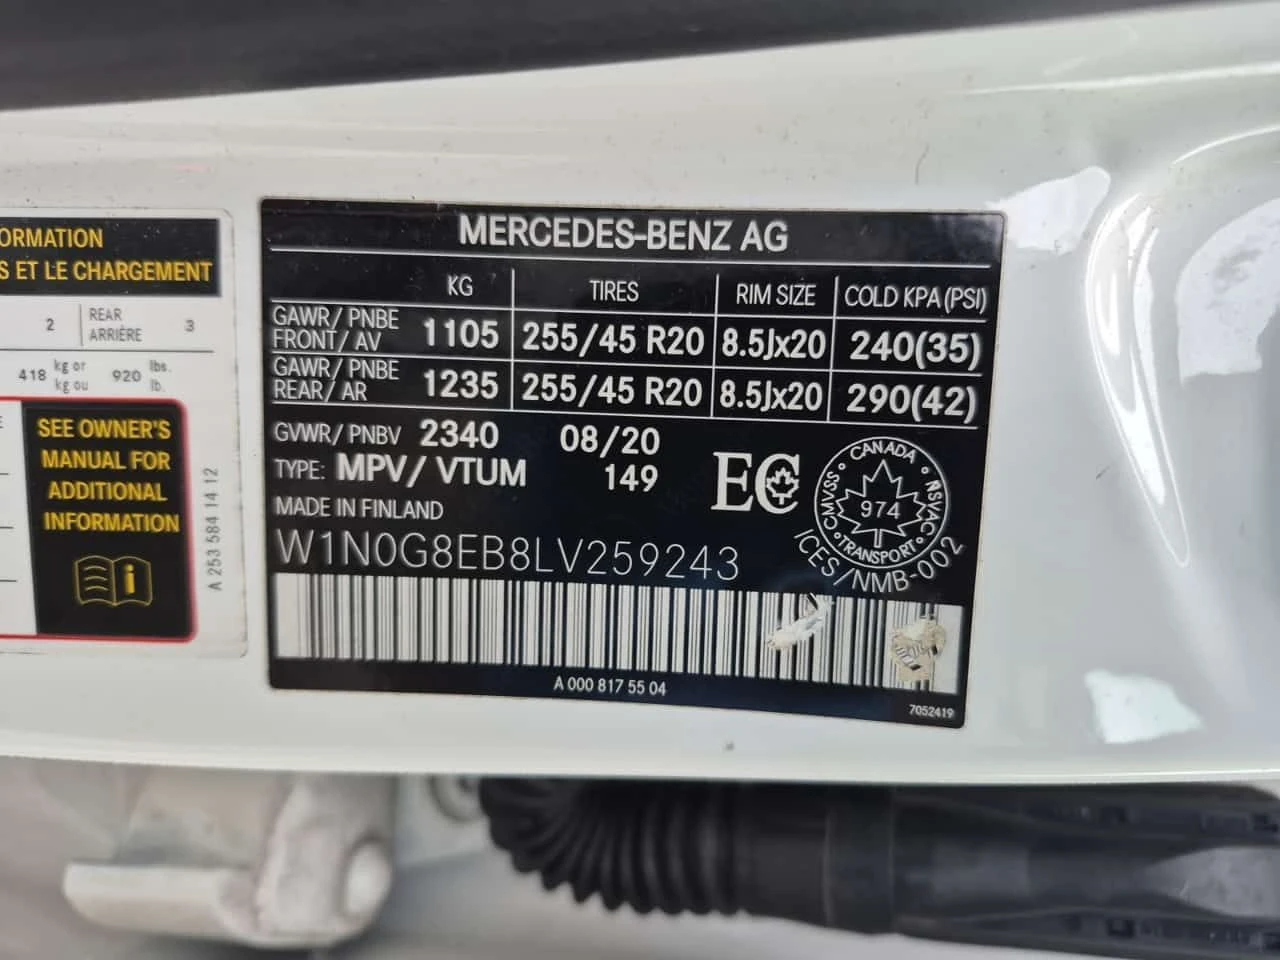 ORMATION
S ET LE CHARGEMENT
2 REAR ARRIÈRE 3
418 kg or kg ou 920 lbs. lb.
SEE OWNER'S
MANUAL FOR
ADDITIONAL
INFORMATION
A 253 584 14 12
MERCEDES-BENZ AG
KG TIRES RIM SIZE COLD KPA (PSI)
GAWR/ PNBE FRONT/ AV 1105 255/45 R20 8.5Jx20 240(35)
GAWR/ PNBE REAR/ AR 1235 255/45 R20 8.5Jx20 290(42)
GVWR/ PNBV 2340 08/20
TYPE: MPV/ VTUM 149
MADE IN FINLAND
W1N0G8EB8LV259243
EC
CANADA
CMVSS NSVAC
974
TRANSPORT
ICES/NMB-002
A 000 817 55 04
7052419